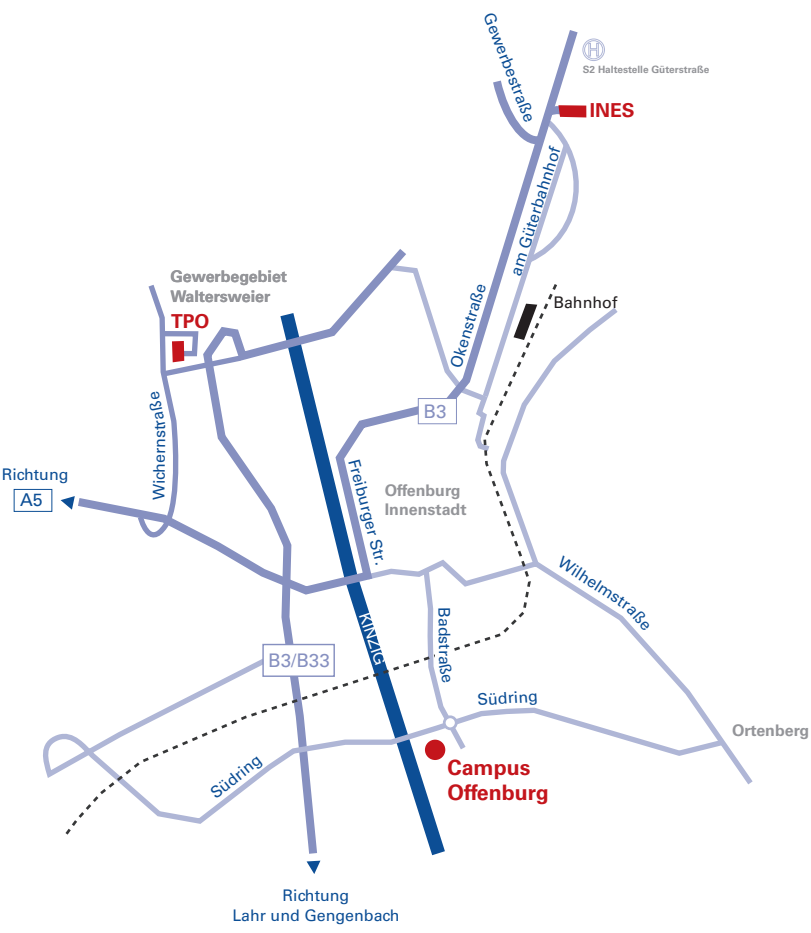 Gewerbestraße
H
S2 Haltestelle Güterstraße
INES
am Güterbahnhof
Gewerbegebiet
Waltersweier
TPO
Okenstraße
Bahnhof
B3
Wichernstraße
Richtung
A5
Freiburger Str.
Offenburg
Innenstadt
Wilhelmstraße
KINZIG
Badstraße
B3/B33
Südring
Ortenberg
Südring
Campus
Offenburg
Richtung
Lahr und Gengenbach